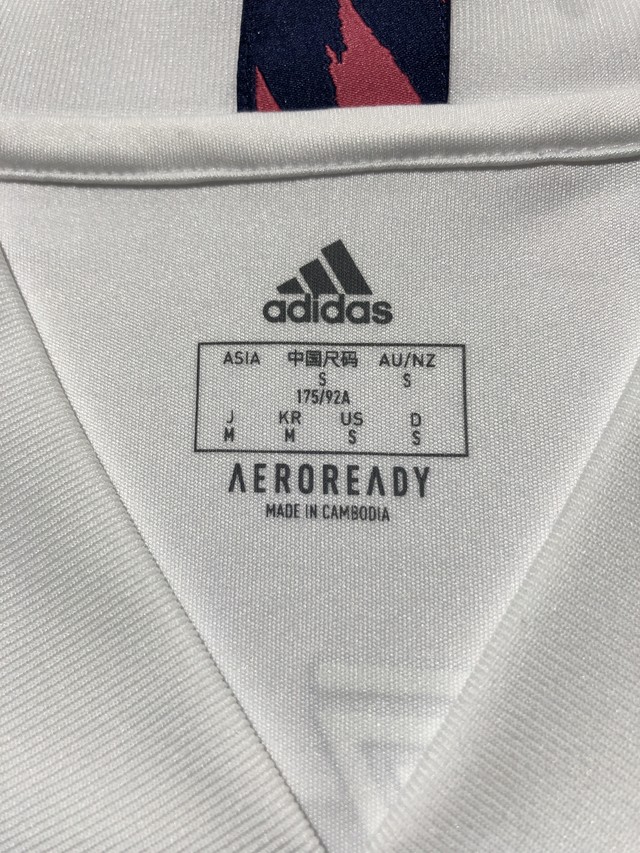 adidas
ASIA 中国尺码 AU/NZ
S S
175/92A
J KR US D
M M S S
AEROREADY
MADE IN CAMBODIA